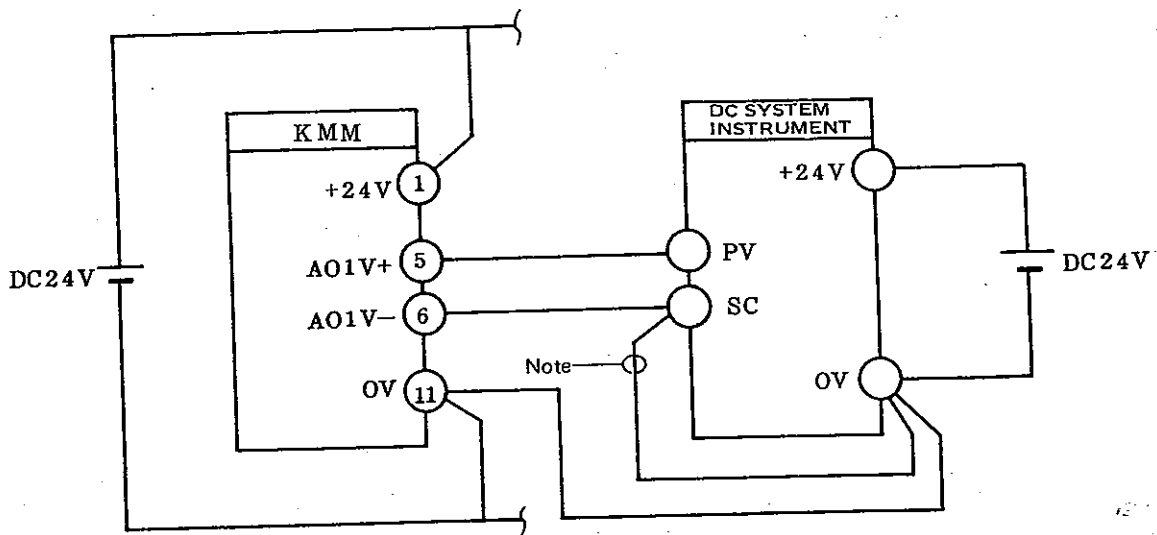 KMM
+24V 1
AO1V+ 5
AO1V− 6
OV 11
DC24V
DC SYSTEM
INSTRUMENT
+24V
PV
SC
OV
DC24V
Note